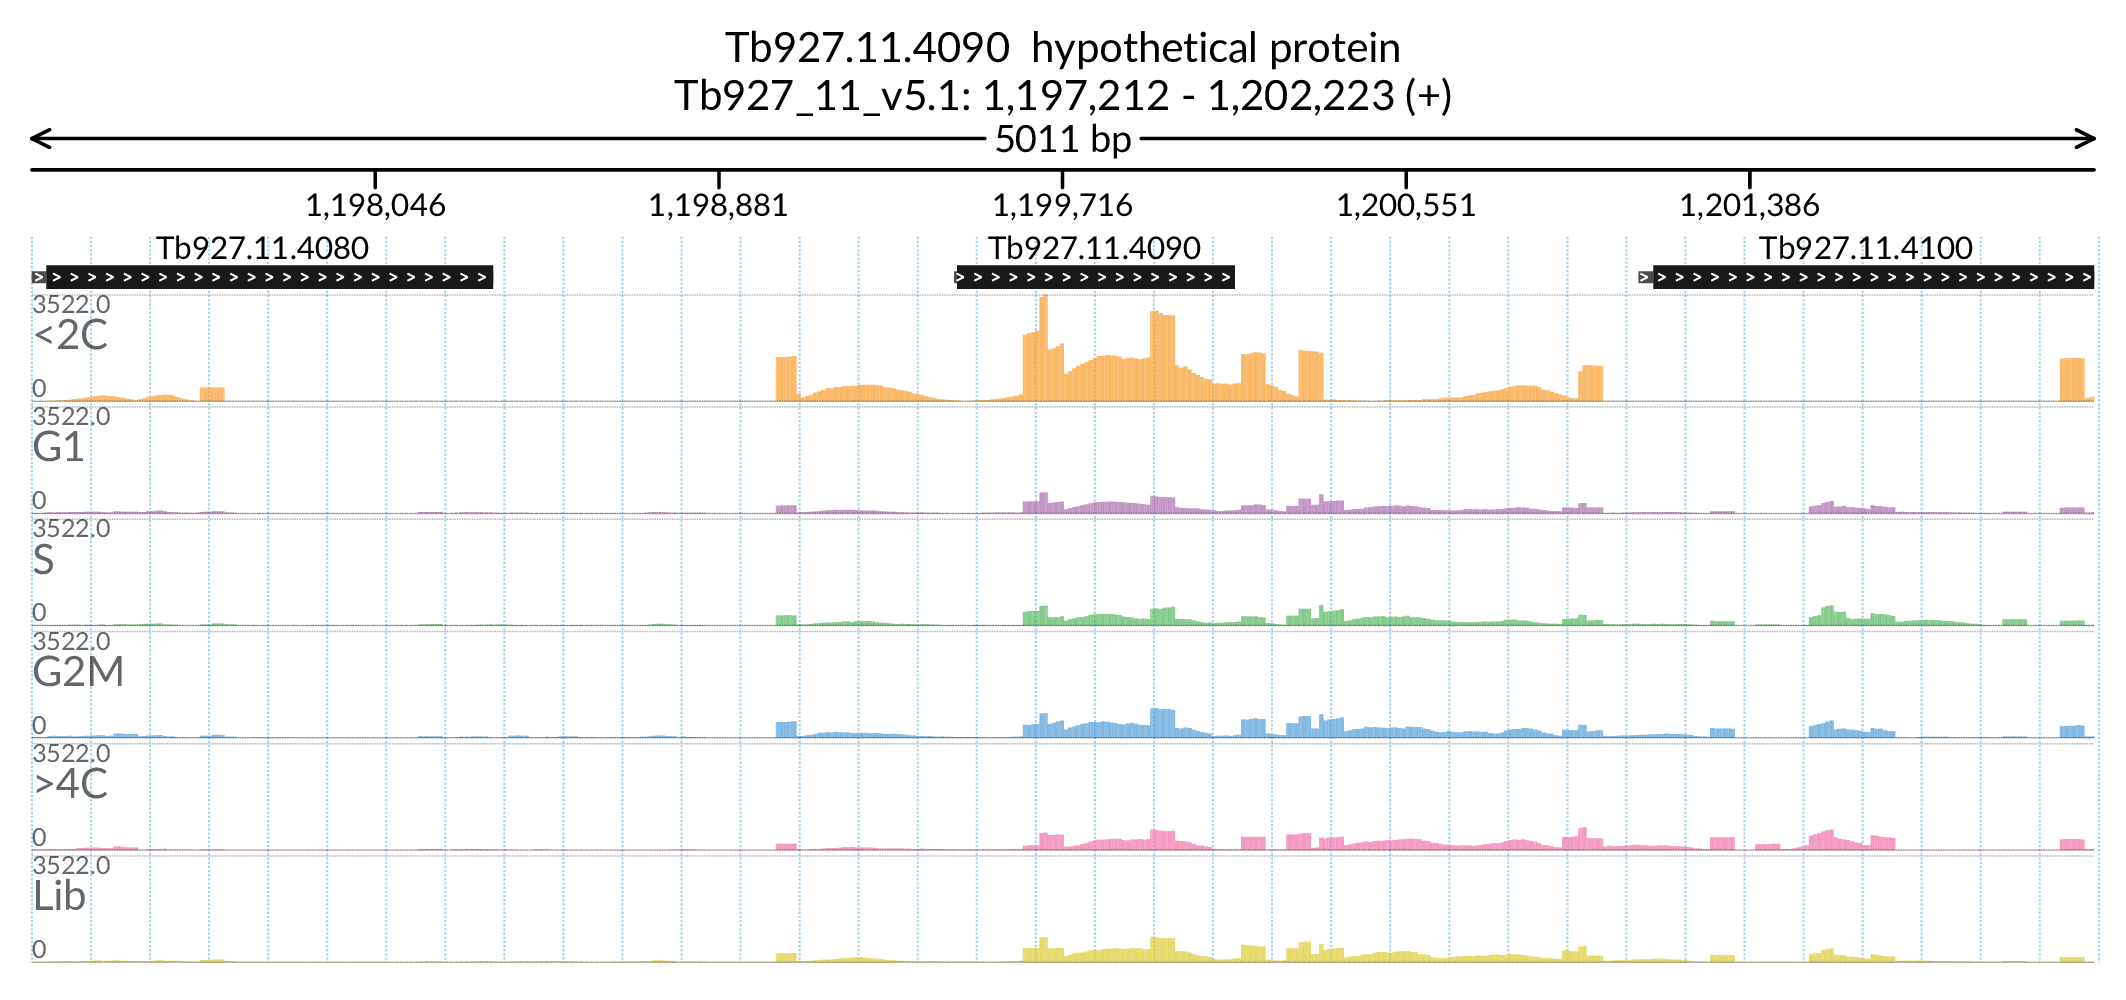 Tb927.11.4090  hypothetical protein
Tb927_11_v5.1: 1,197,212 - 1,202,223 (+)
5011 bp
1,198,046 1,198,881 1,199,716 1,200,551 1,201,386
Tb927.11.4080 Tb927.11.4090 Tb927.11.4100
3522.0
<2C
0
3522.0
G1
0
3522.0
S
0
3522.0
G2M
0
3522.0
>4C
0
3522.0
Lib
0